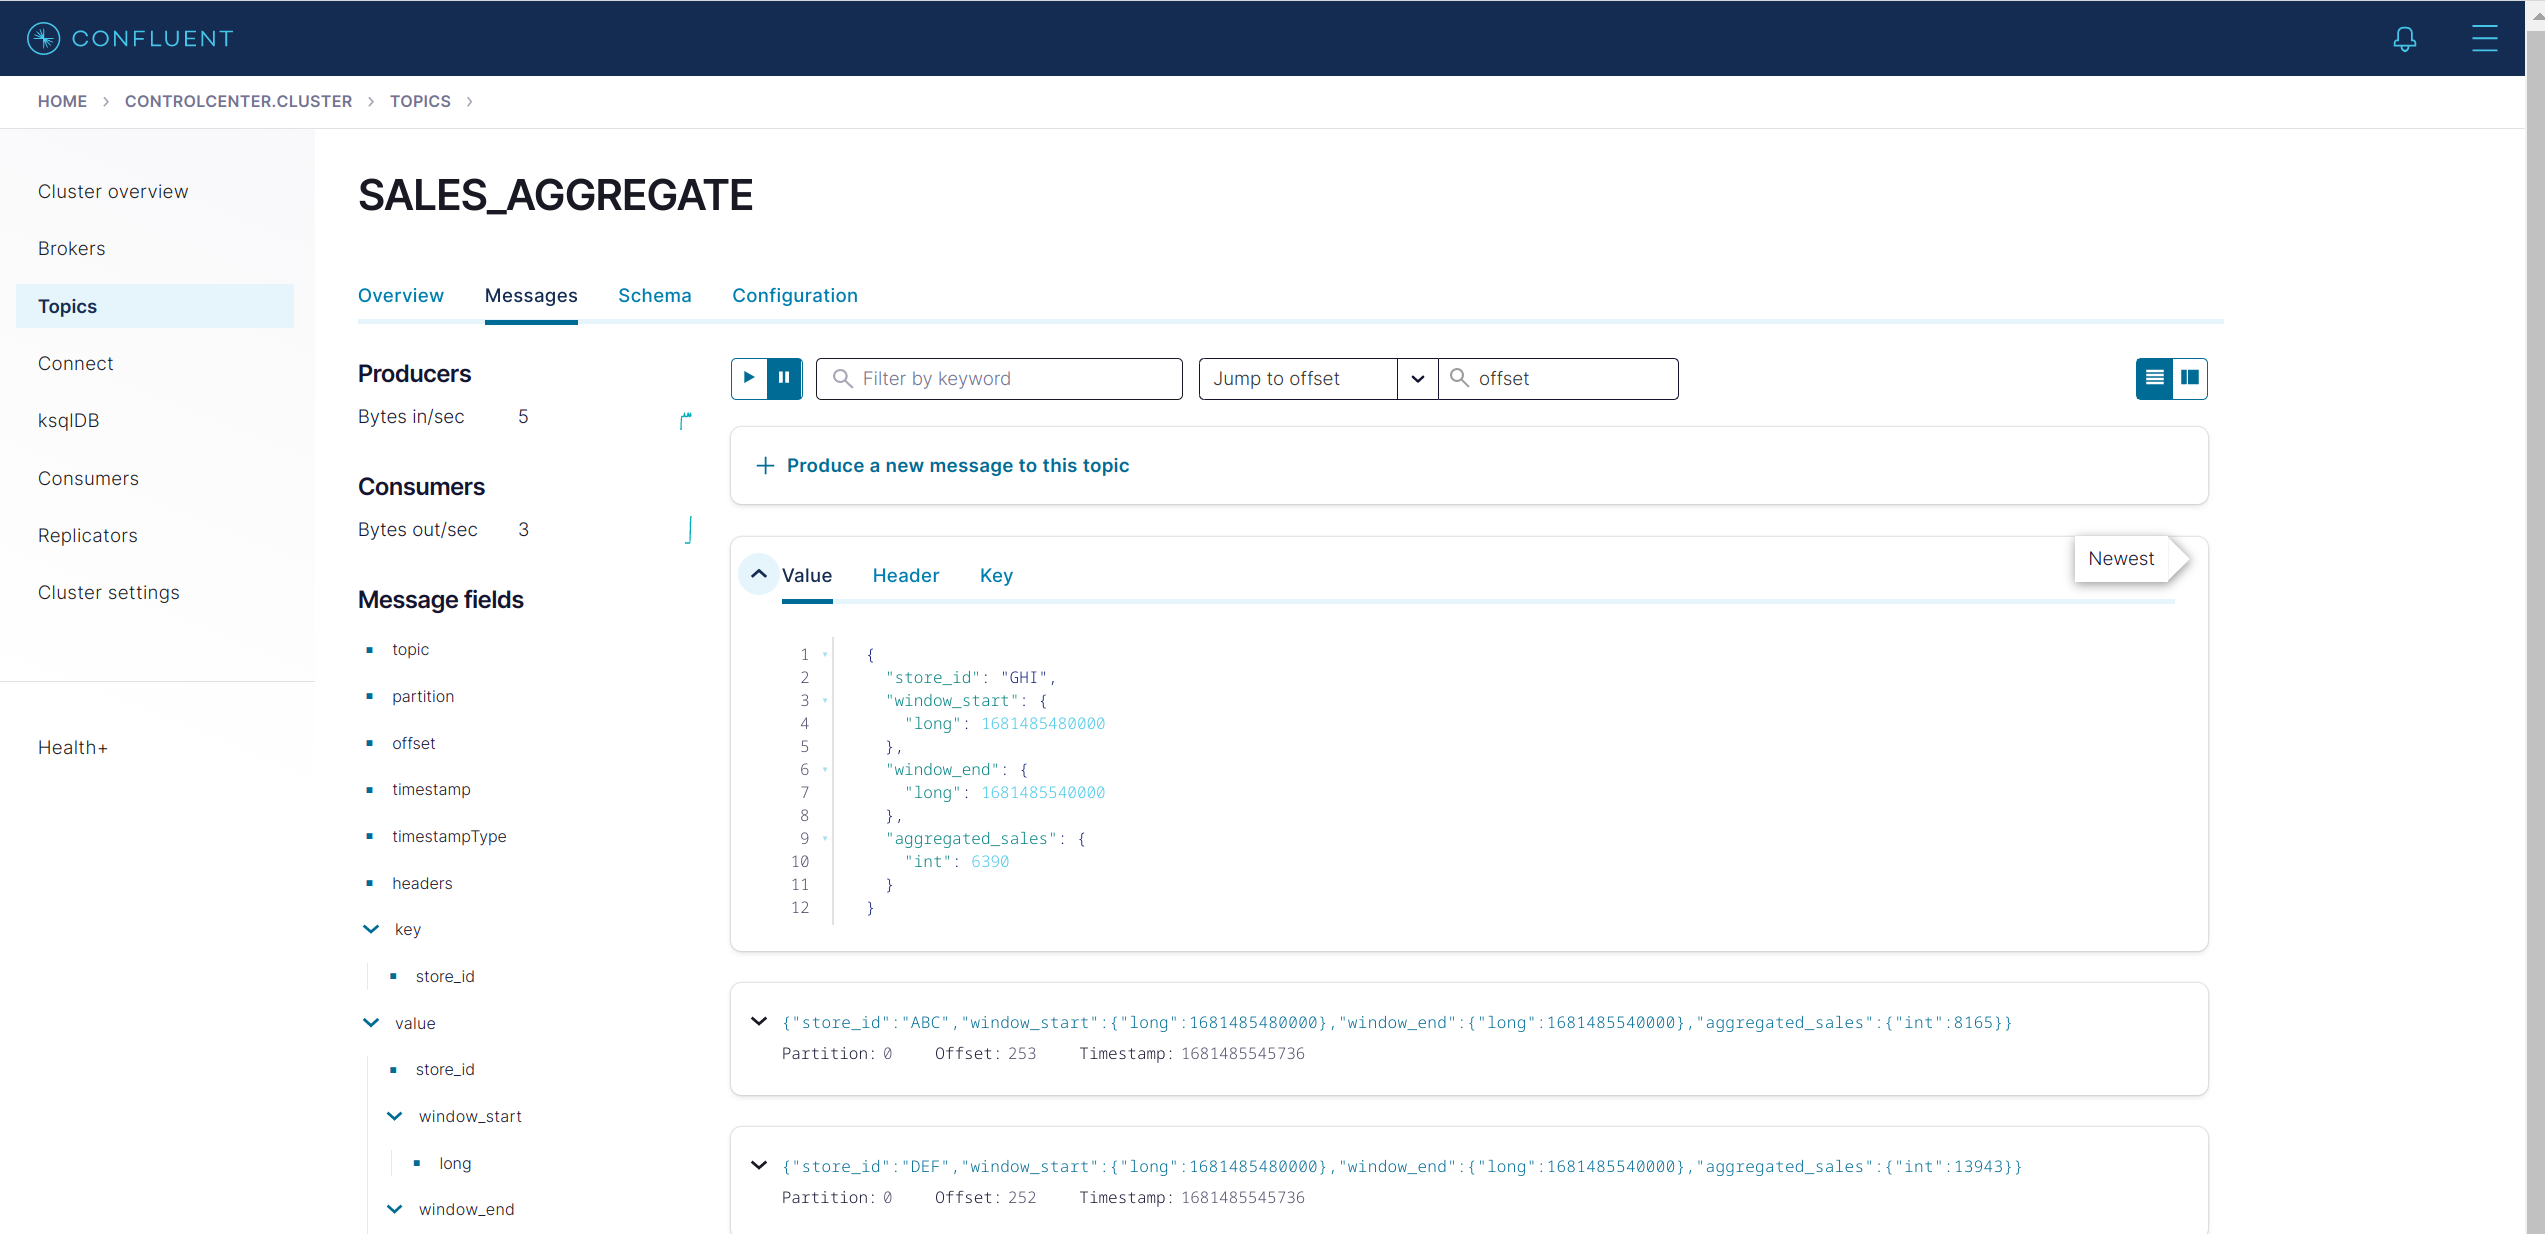 CONFLUENT
HOME > CONTROLCENTER.CLUSTER > TOPICS >
Cluster overview
Brokers
Topics
Connect
ksqlDB
Consumers
Replicators
Cluster settings
Health+
SALES_AGGREGATE
Overview Messages Schema Configuration
Producers
Bytes in/sec 5
Consumers
Bytes out/sec 3
Message fields
topic
partition
offset
timestamp
timestampType
headers
key
store_id
value
store_id
window_start
long
window_end
Filter by keyword
Jump to offset
offset
+ Produce a new message to this topic
Newest
Value Header Key
1 {
2 "store_id": "GHI",
3 "window_start": {
4 "long": 1681485480000
5 },
6 "window_end": {
7 "long": 1681485540000
8 },
9 "aggregated_sales": {
10 "int": 6390
11 }
12 }
{"store_id":"ABC","window_start":{"long":1681485480000},"window_end":{"long":1681485540000},"aggregated_sales":{"int":8165}}
Partition: 0 Offset: 253 Timestamp: 1681485545736
{"store_id":"DEF","window_start":{"long":1681485480000},"window_end":{"long":1681485540000},"aggregated_sales":{"int":13943}}
Partition: 0 Offset: 252 Timestamp: 1681485545736